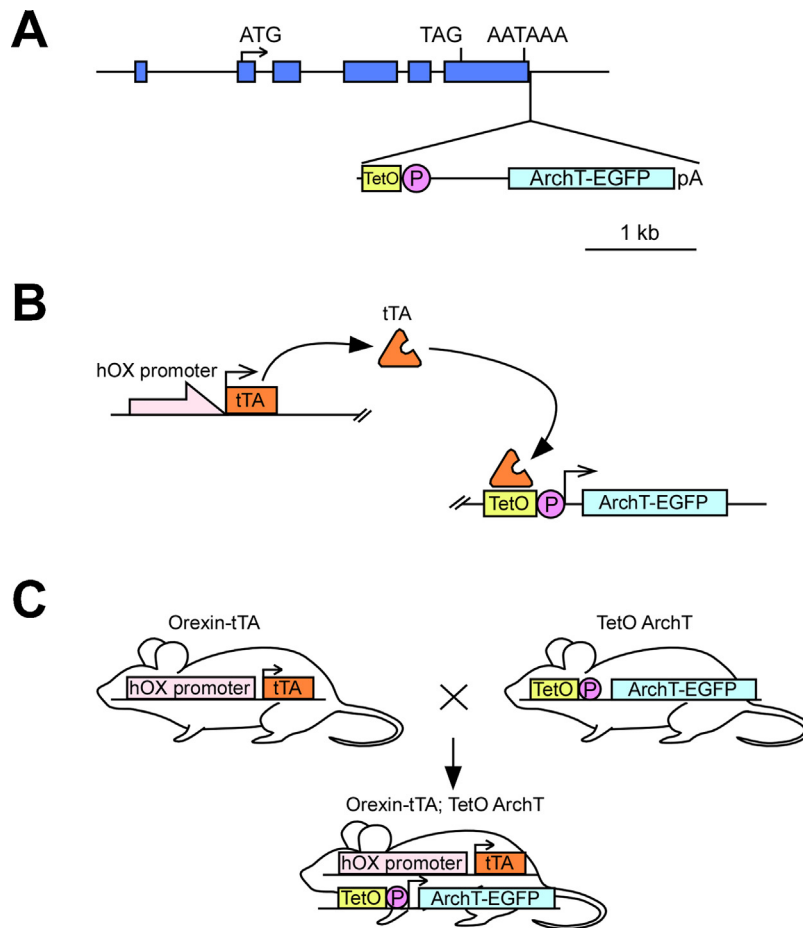 A
ATG TAG AATAAA
TetO P ArchT-EGFP pA
1 kb
B
tTA
hOX promoter
tTA
TetO P ArchT-EGFP
C
Orexin-tTA TetO ArchT
hOX promoter tTA TetO P ArchT-EGFP
Orexin-tTA; TetO ArchT
hOX promoter tTA
TetO P ArchT-EGFP